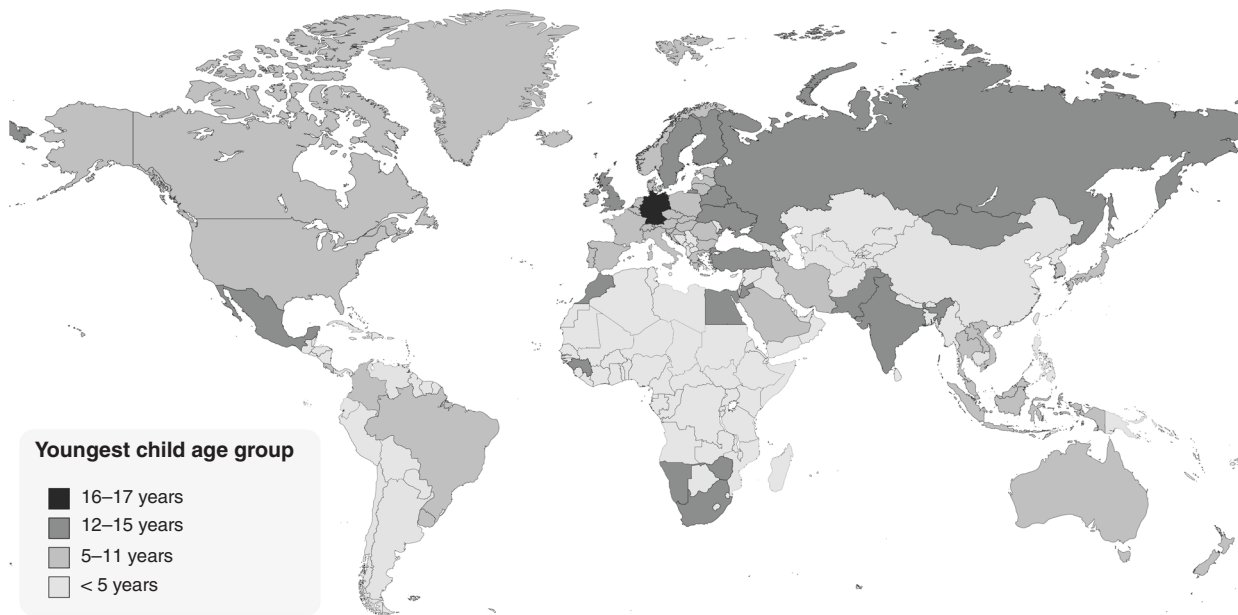 Youngest child age group
16–17 years
12–15 years
5–11 years
< 5 years